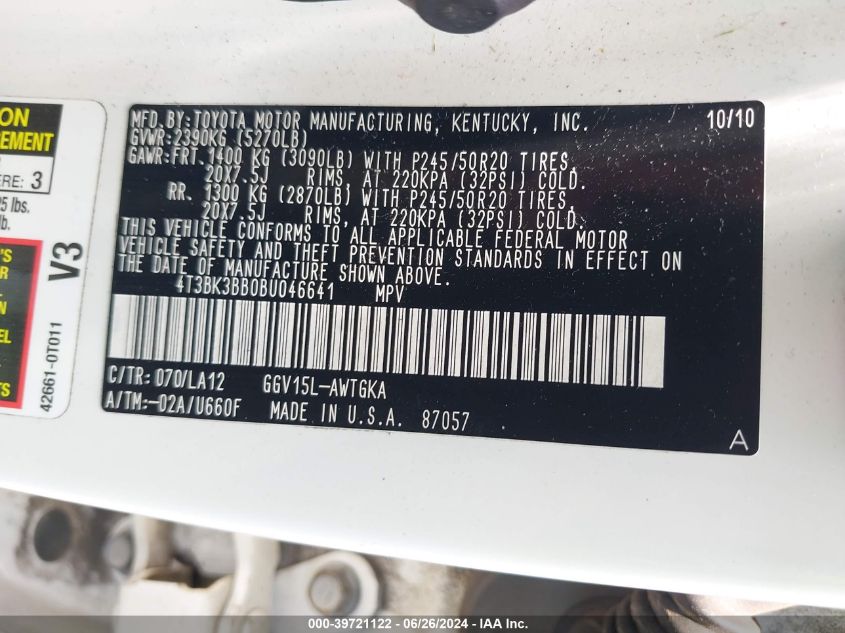 MFD.BY:TOYOTA MOTOR MANUFACTURING, KENTUCKY, INC. 10/10
GVWR:2390KG (5270LB)
GAWR:FRT.1400 KG (3090LB) WITH P245/50R20 TIRES,
20X7.5J RIMS, AT 220KPA (32PSI) COLD.
RR. 1300 KG (2870LB) WITH P245/50R20 TIRES,
20X7.5J RIMS, AT 220KPA (32PSI) COLD.
THIS VEHICLE CONFORMS TO ALL APPLICABLE FEDERAL MOTOR
VEHICLE SAFETY AND THEFT PREVENTION STANDARDS IN EFFECT ON
THE DATE OF MANUFACTURE SHOWN ABOVE.
4T3BK3BB0BU046641 MPV
C/TR: 070/LA12 GGV15L-AWTGKA
A/TM:-02A/U660F MADE IN U.S.A. 87057
A
ERE: 3
lbs.
lb.
V3
42661-0T011
000-39721122 - 06/26/2024 - IAA Inc.